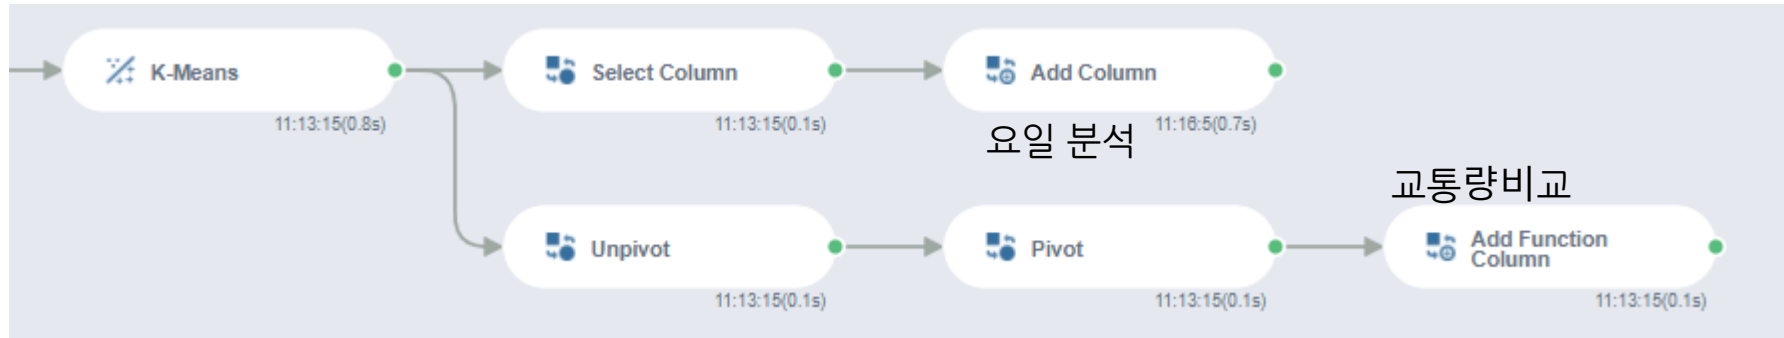 K-Means
11:13:15(0.8s)
Select Column
11:13:15(0.1s)
Add Column
11:16:5(0.7s)
요일 분석
교통량비교
Unpivot
11:13:15(0.1s)
Pivot
11:13:15(0.1s)
Add Function
Column
11:13:15(0.1s)